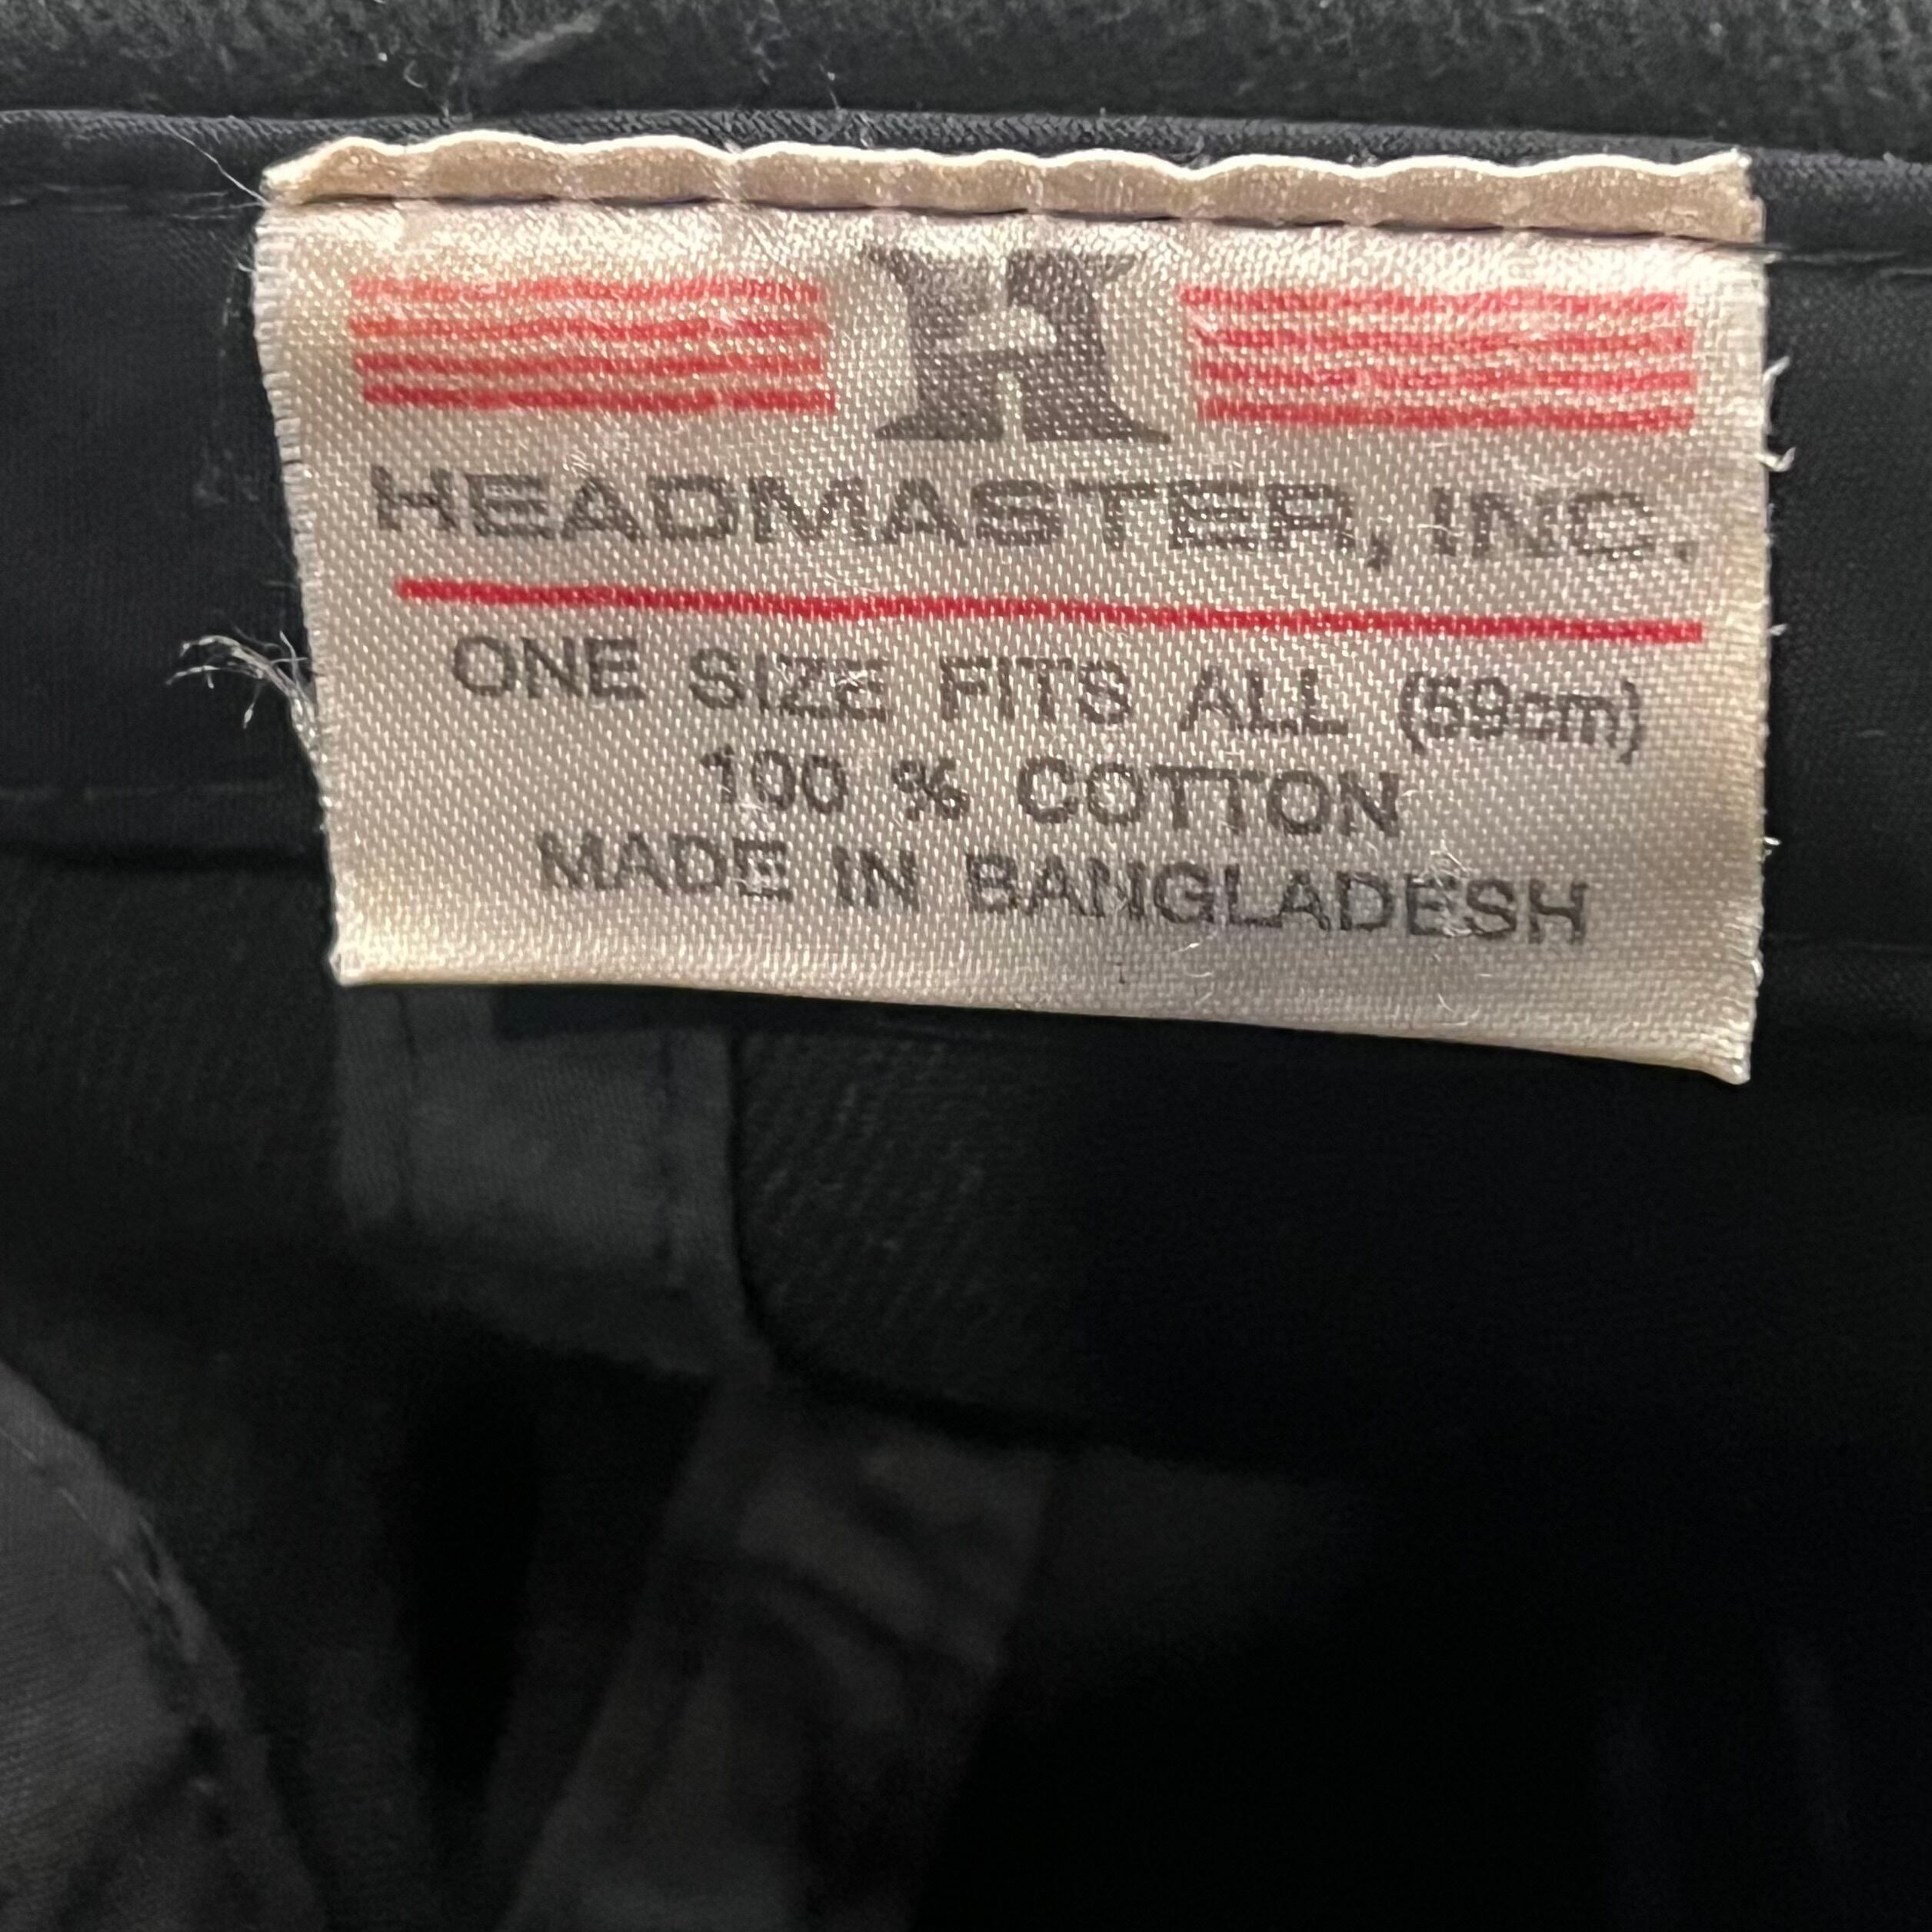 H
HEADMASTER, INC.
ONE SIZE FITS ALL (59cm)
100 % COTTON
MADE IN BANGLADESH